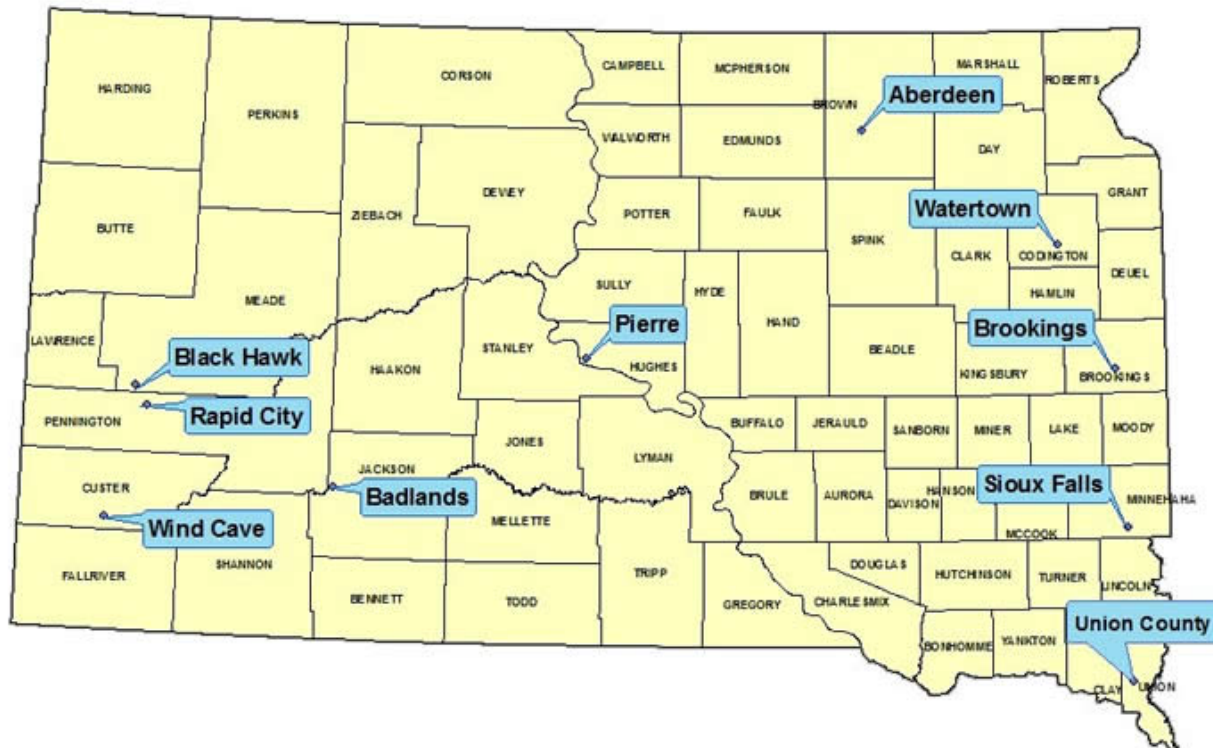 HARDING
PERKINS
CORSON
CAMPBELL
MCPHERSON
BROWN
MARSHALL
ROBERTS
Aberdeen
WALWORTH
EDMUNDS
DAY
BUTTE
ZIEBACH
DEWEY
POTTER
FAULK
SPINK
Watertown
GRANT
CLARK
CODINGTON
DEUEL
MEADE
SULLY
HYDE
HAND
HAMLIN
LAWRENCE
Black Hawk
HAAKON
STANLEY
Pierre
HUGHES
BEADLE
Brookings
KINGSBURY
BROOKINGS
PENNINGTON
Rapid City
JONES
LYMAN
BUFFALO
JERAULD
SANBORN
MINER
LAKE
MOODY
CUSTER
JACKSON
Badlands
BRULE
AURORA
DAVISON
HANSON
Sioux Falls
MINNEHAHA
Wind Cave
MELLETTE
MCCOOK
FALLRIVER
SHANNON
BENNETT
TODD
TRIPP
GREGORY
DOUGLAS
CHARLESMIX
HUTCHINSON
TURNER
LINCOLN
Union County
BONHOMME
YANKTON
CLAY
UNION